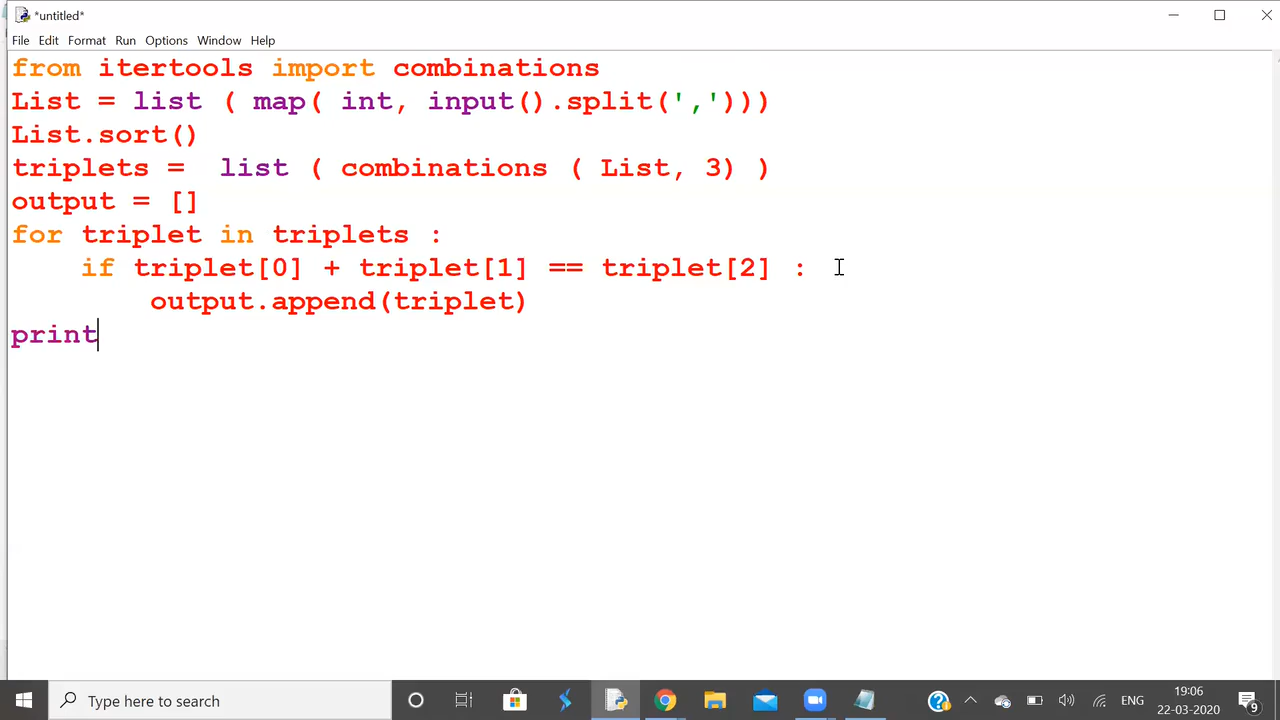 *untitled*
File Edit Format Run Options Window Help
from itertools import combinations
List = list ( map( int, input().split(',')))
List.sort()
triplets =  list ( combinations ( List, 3) )
output = []
for triplet in triplets :
    if triplet[0] + triplet[1] == triplet[2] :
        output.append(triplet)
print
Type here to search
ENG
19:06
22-03-2020
9